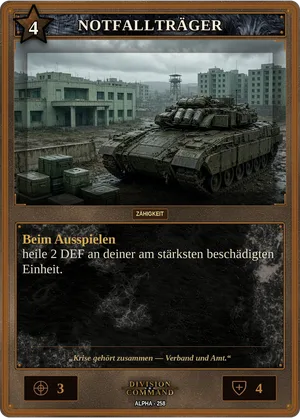 4
NOTFALLTRÄGER
ZÄHIGKEIT
Beim Ausspielen
heile 2 DEF an deiner am stärksten beschädigten
Einheit.
„Krise gehört zusammen — Verband und Amt.“
3
DIVISION
COMMAND
4
ALPHA · 258